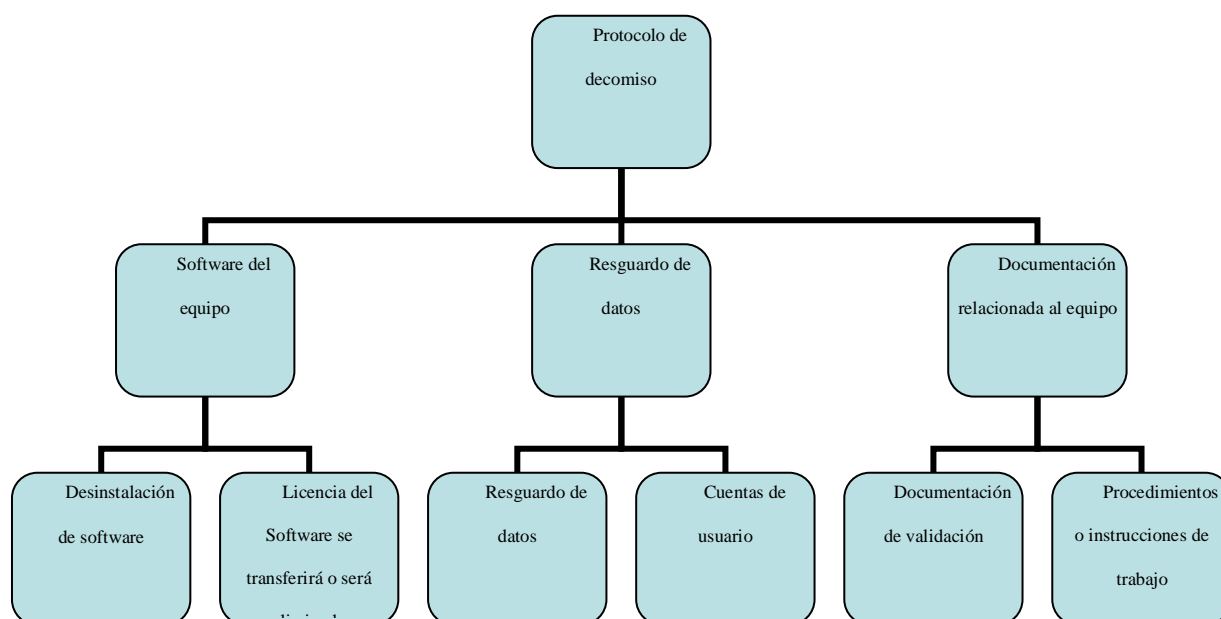 Protocolo de
decomiso
Software del
equipo
Resguardo de
datos
Documentación
relacionada al equipo
Desinstalación
de software
Licencia del
Software se
transferirá o será
Resguardo de
datos
Cuentas de
usuario
Documentación
de validación
Procedimientos
o instrucciones de
trabajo